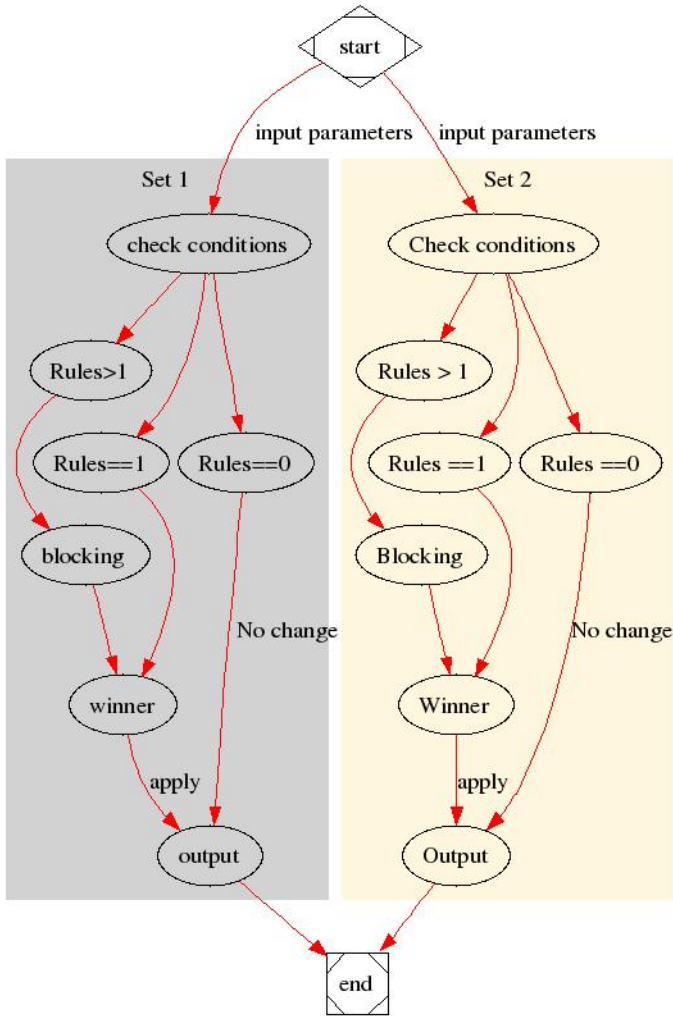 start
input parameters
input parameters
Set 1
Set 2
check conditions
Check conditions
Rules>1
Rules > 1
Rules==1
Rules==0
Rules ==1
Rules ==0
blocking
Blocking
No change
No change
winner
Winner
apply
apply
output
Output
end